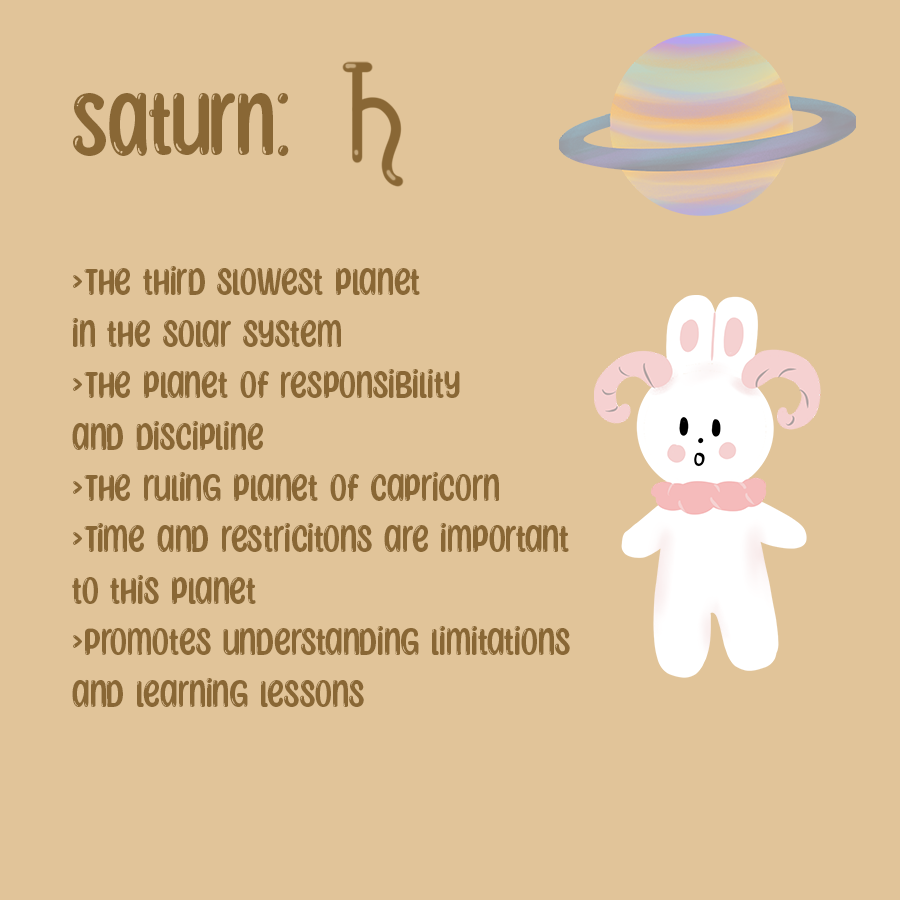 saturn: ♄
>The third slowest planet
in the solar system
>The planet of responsibility
and discipline
>The ruling planet of capricorn
>Time and restricitons are important
to this planet
>promotes understanding limitations
and learning lessons